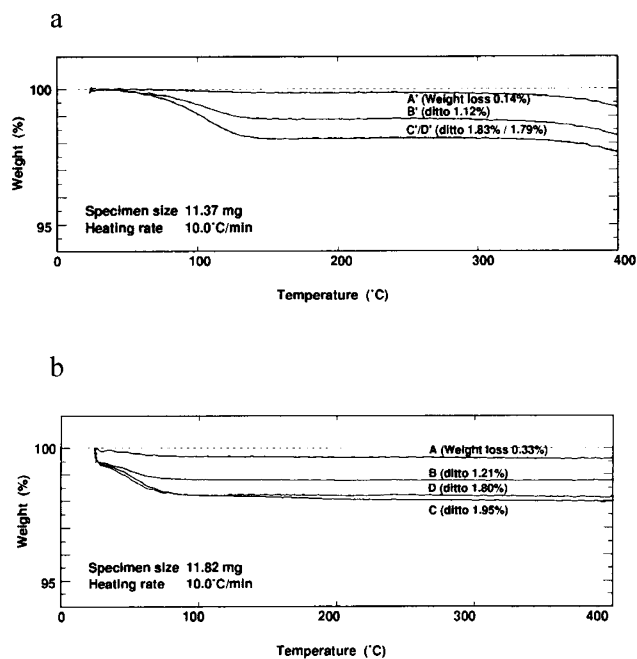 a
100
95
Weight (%)
A' (Weight loss 0.14%)
B' (ditto 1.12%)
C'/D' (ditto 1.83% / 1.79%)
Specimen size 11.37 mg
Heating rate 10.0°C/min
0 100 200 300 400
Temperature (°C)
b
100
95
Weight (%)
A (Weight loss 0.33%)
B (ditto 1.21%)
D (ditto 1.80%)
C (ditto 1.95%)
Specimen size 11.82 mg
Heating rate 10.0°C/min
0 100 200 300 400
Temperature (°C)